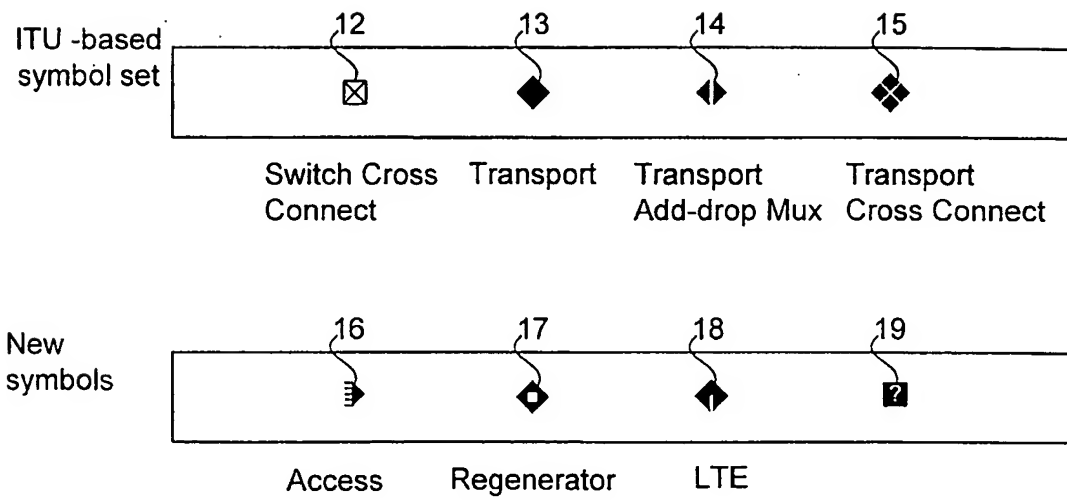 12 13 14 15
ITU -based
symbol set
Switch Cross Connect
Transport
Transport Add-drop Mux
Transport Cross Connect
16 17 18 19
New
symbols
?
Access Regenerator LTE